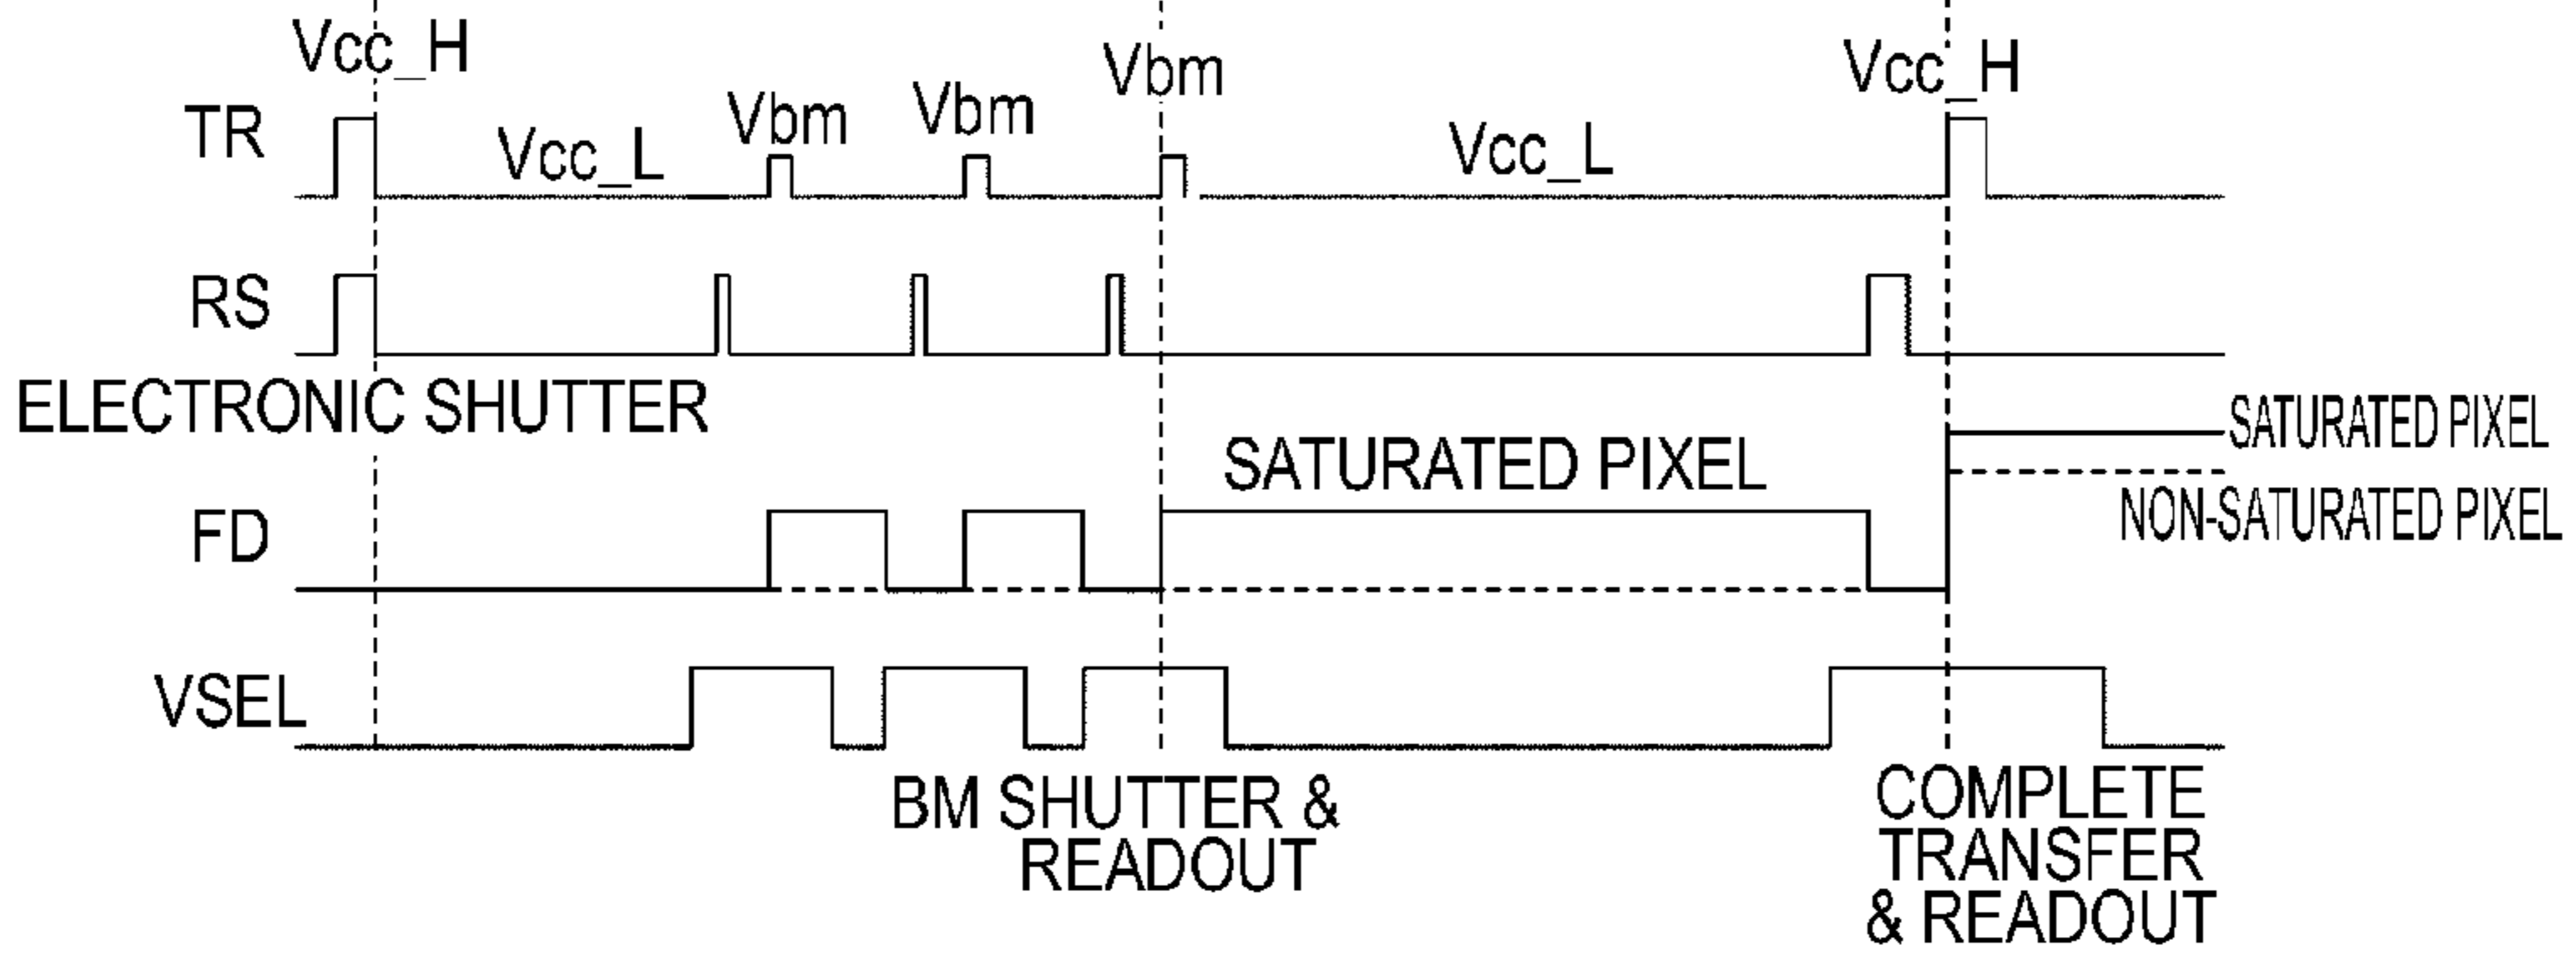 Vcc_H
Vbm
Vcc_H
Vbm
Vbm
TR
Vcc_L
Vcc_L
RS
ELECTRONIC SHUTTER
SATURATED PIXEL
SATURATED PIXEL
NON-SATURATED PIXEL
FD
VSEL
BM SHUTTER &
READOUT
COMPLETE
TRANSFER
& READOUT